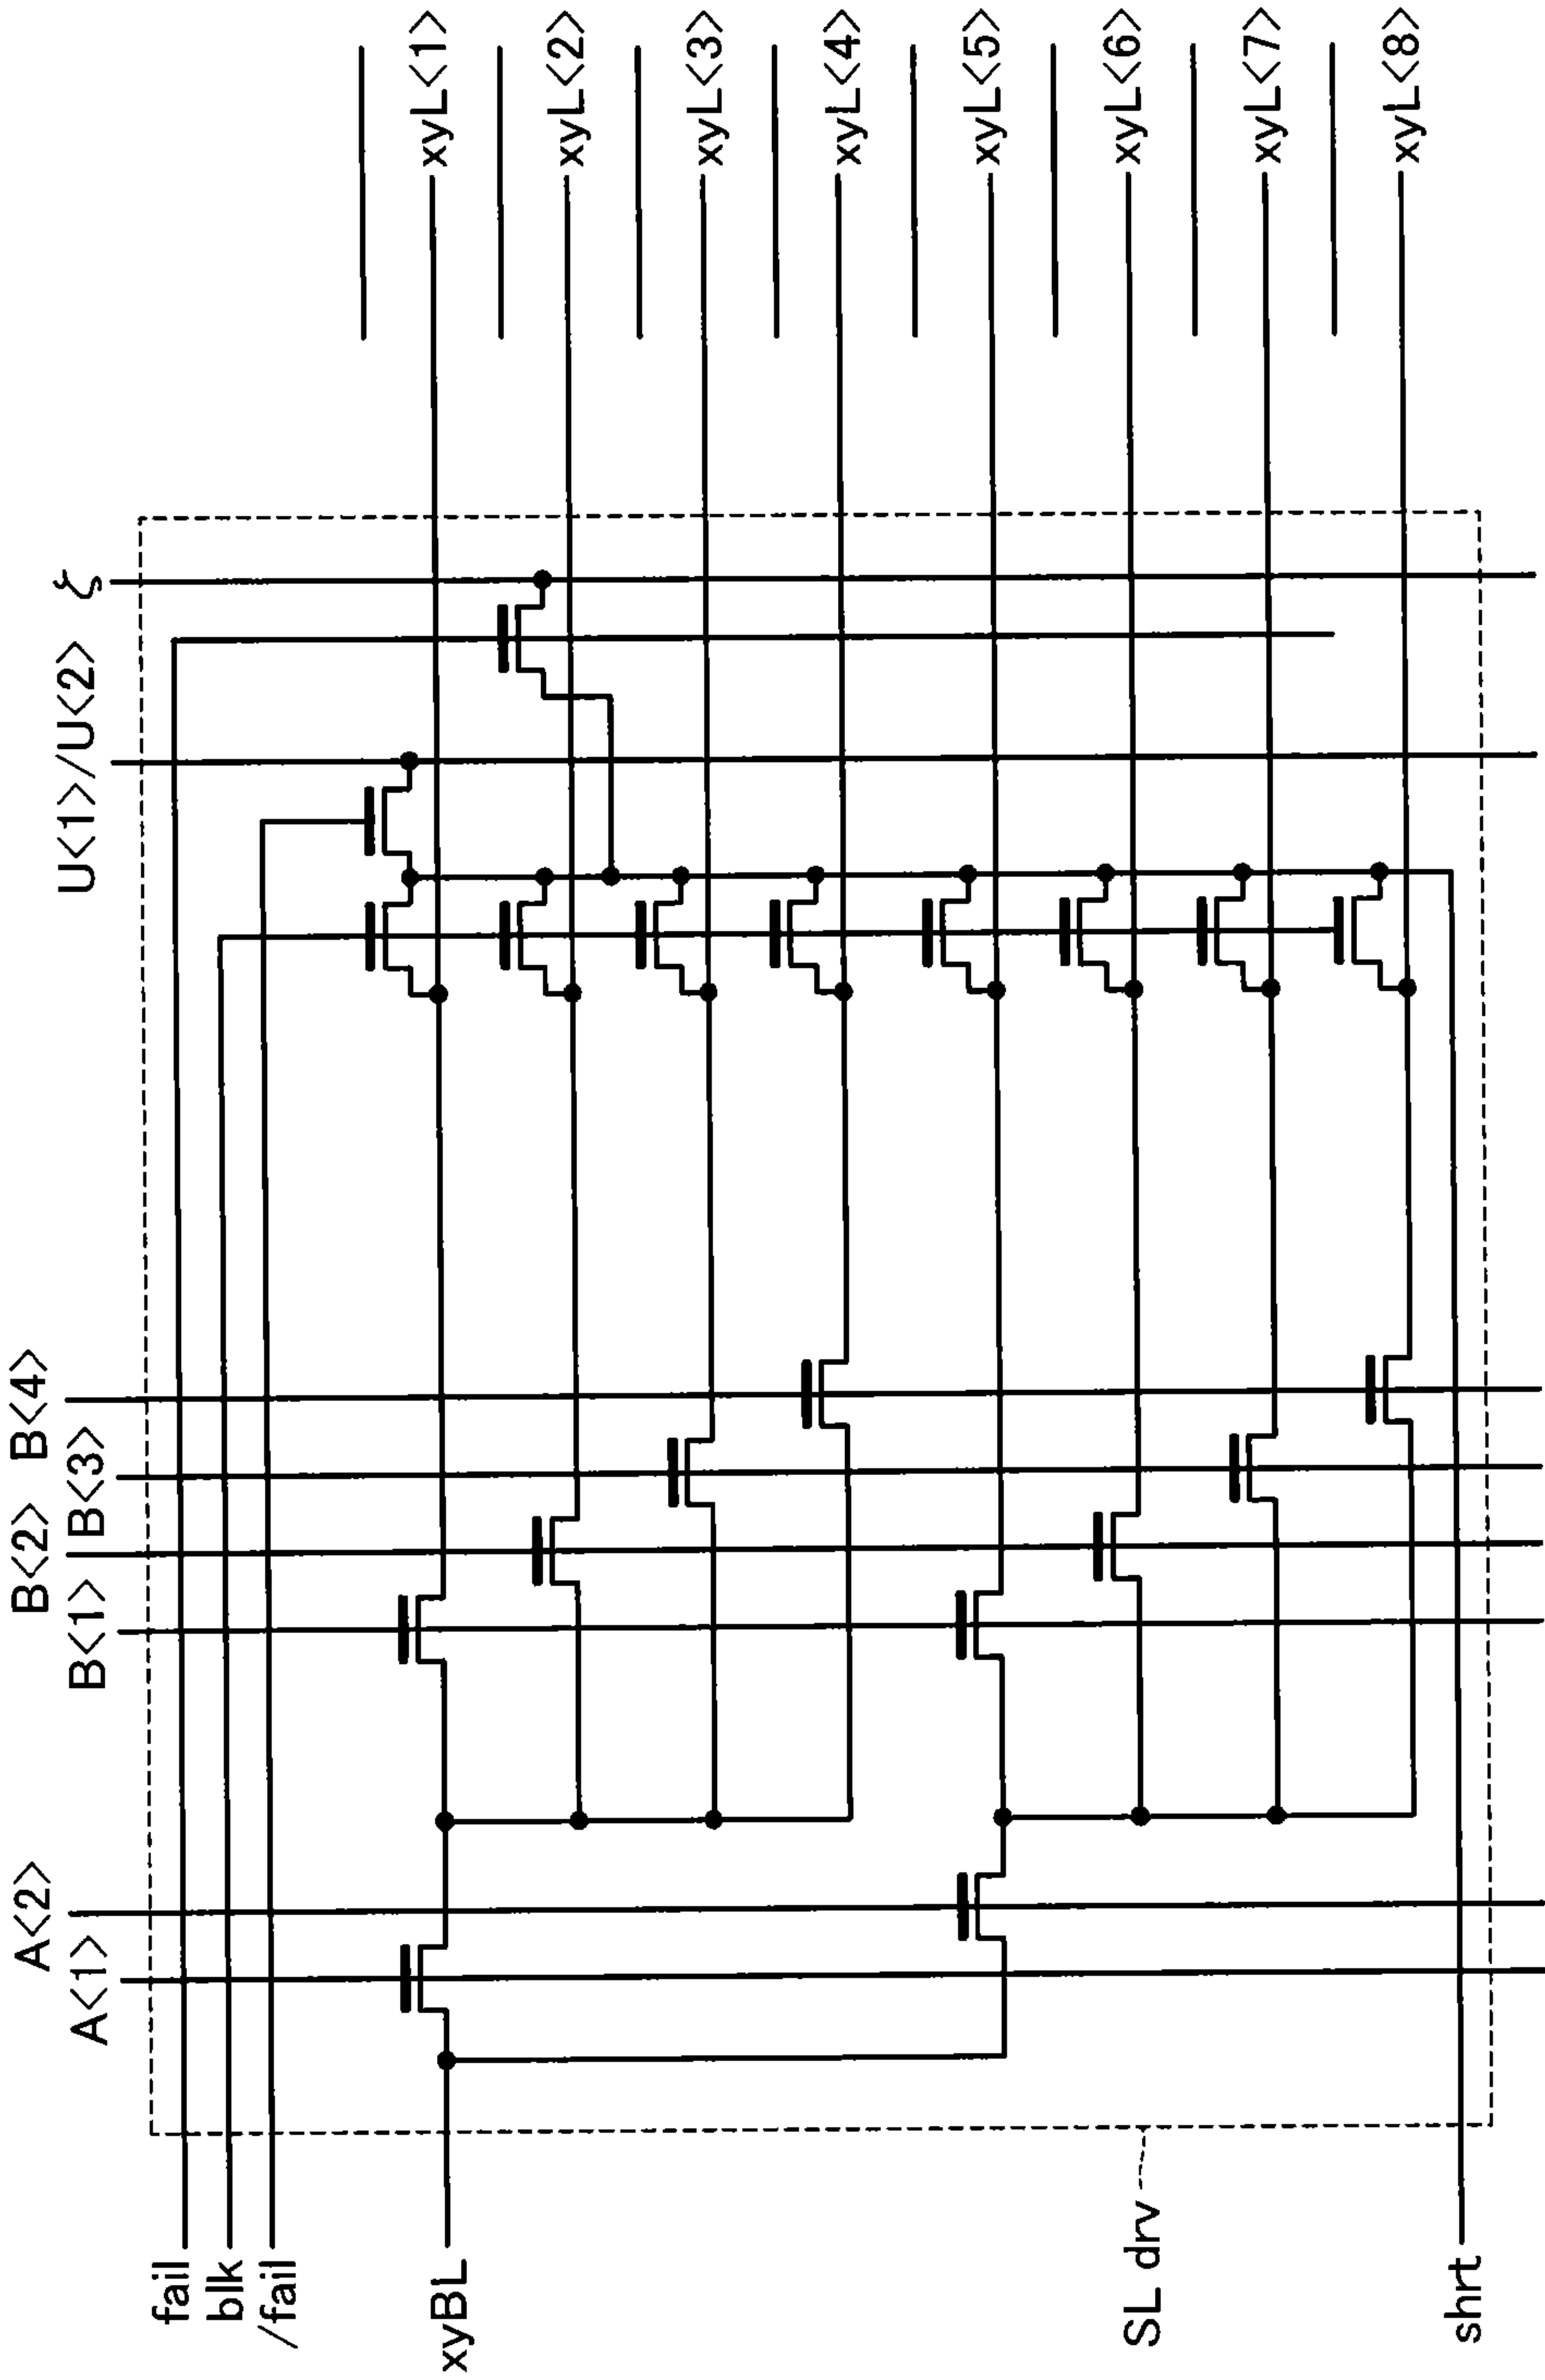 fail
blk
/fail
xyBL
SL drv
shrt
A<1>
A<2>
B<1>
B<2>
B<3>
B<4>
U<1>/U<2>
ζ
xyL<1>
xyL<2>
xyL<3>
xyL<4>
xyL<5>
xyL<6>
xyL<7>
xyL<8>